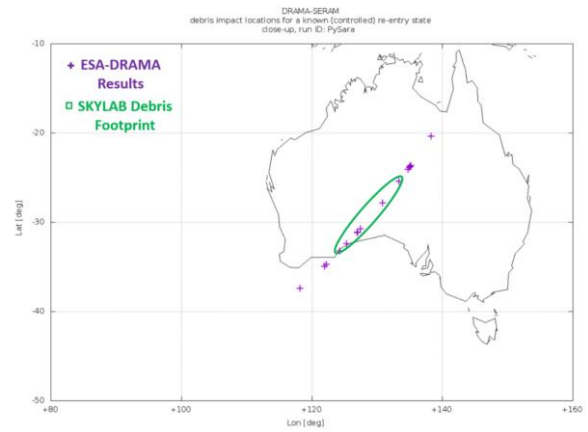 DRAMA-SERAM
debris impact locations for a known (controlled) re-entry state
close-up, run ID: PySara
-10
+ ESA-DRAMA
Results
SKYLAB Debris
Footprint
-20
Lat [deg]
-30
-40
-50
+80
+100
+120
+140
+160
Lon [deg]